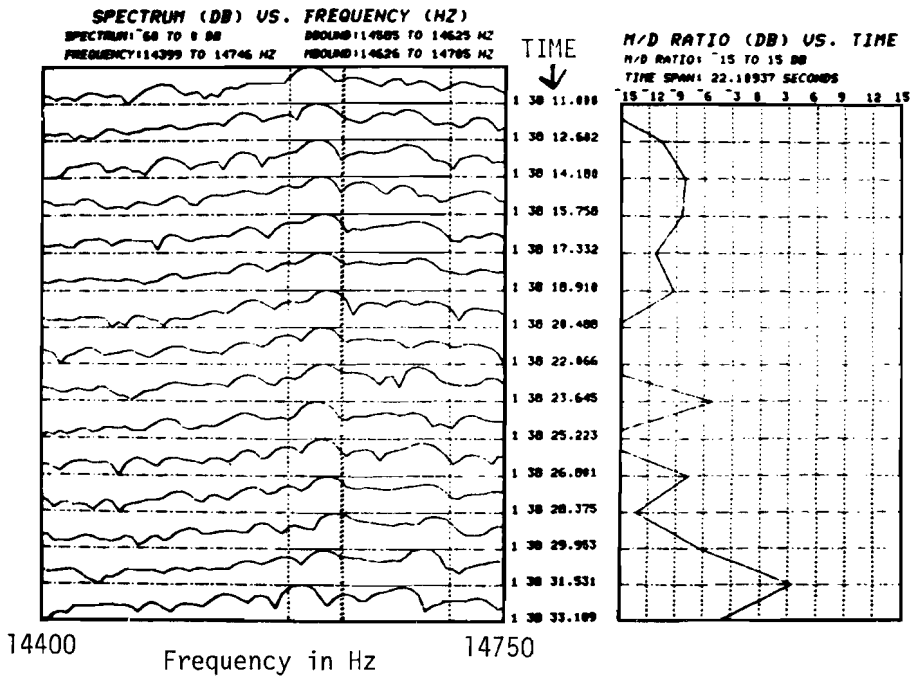 SPECTRUM (DB) VS. FREQUENCY (HZ)
SPECTRUM: ¯60 TO 0 DB DBOUND:14585 TO 14625 HZ
FREQUENCY:14399 TO 14746 HZ MBOUND:14626 TO 14705 HZ
TIME
M/D RATIO (DB) VS. TIME
M/D RATIO: ¯15 TO 15 DB
TIME SPAN: 22.10937 SECONDS
¯15 ¯12 ¯9 ¯6 ¯3 0 3 6 9 12 15
1 38 11.000
1 38 12.602
1 38 14.180
1 38 15.758
1 38 17.332
1 38 18.910
1 38 20.488
1 38 22.066
1 38 23.645
1 38 25.223
1 38 26.801
1 38 28.375
1 38 29.953
1 38 31.531
1 38 33.109
14400 14750
Frequency in Hz